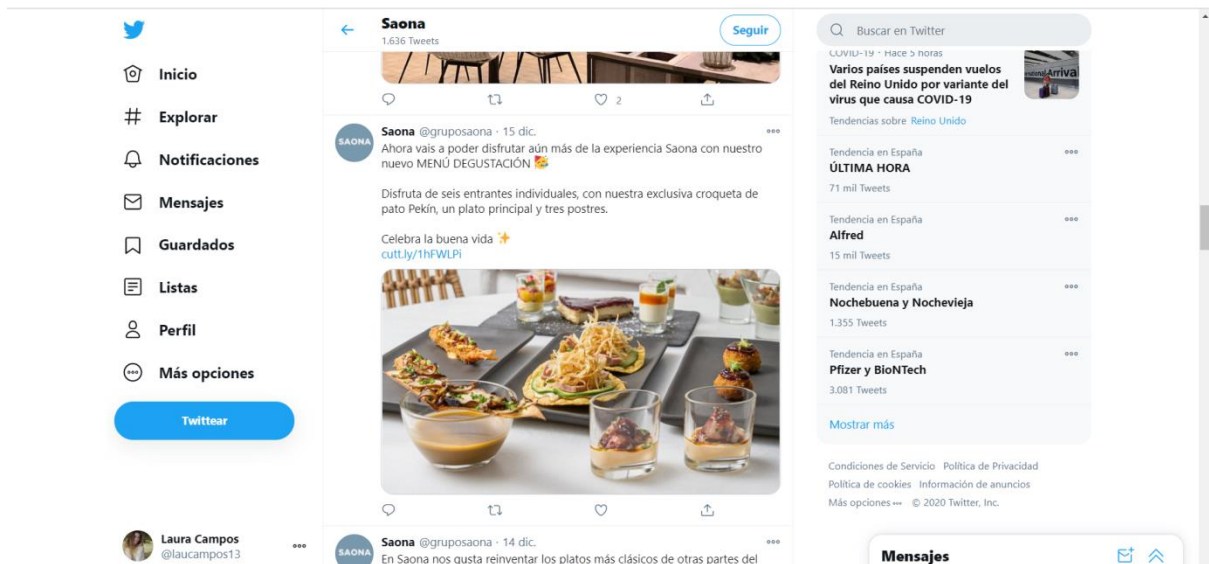 Inicio
Explorar
Notificaciones
Mensajes
Guardados
Listas
Perfil
Más opciones
Twittear
Laura Campos
@laucampos13
Saona
1.636 Tweets
Seguir
2
SAONA
Saona @gruposaona · 15 dic.
Ahora vais a poder disfrutar aún más de la experiencia Saona con nuestro
nuevo MENÚ DEGUSTACIÓN
Disfruta de seis entrantes individuales, con nuestra exclusiva croqueta de
pato Pekín, un plato principal y tres postres.
Celebra la buena vida
cutt.ly/1hFWLPi
SAONA
Saona @gruposaona · 14 dic.
En Saona nos gusta reinventar los platos más clásicos de otras partes del
Buscar en Twitter
COVID-19 · Hace 5 horas
Varios países suspenden vuelos
del Reino Unido por variante del
virus que causa COVID-19
Tendencias sobre Reino Unido
Tendencia en España
ÚLTIMA HORA
71 mil Tweets
Tendencia en España
Alfred
15 mil Tweets
Tendencia en España
Nochebuena y Nochevieja
1.355 Tweets
Tendencia en España
Pfizer y BioNTech
3.081 Tweets
Mostrar más
Condiciones de Servicio Política de Privacidad
Política de cookies Información de anuncios
Más opciones © 2020 Twitter, Inc.
Mensajes